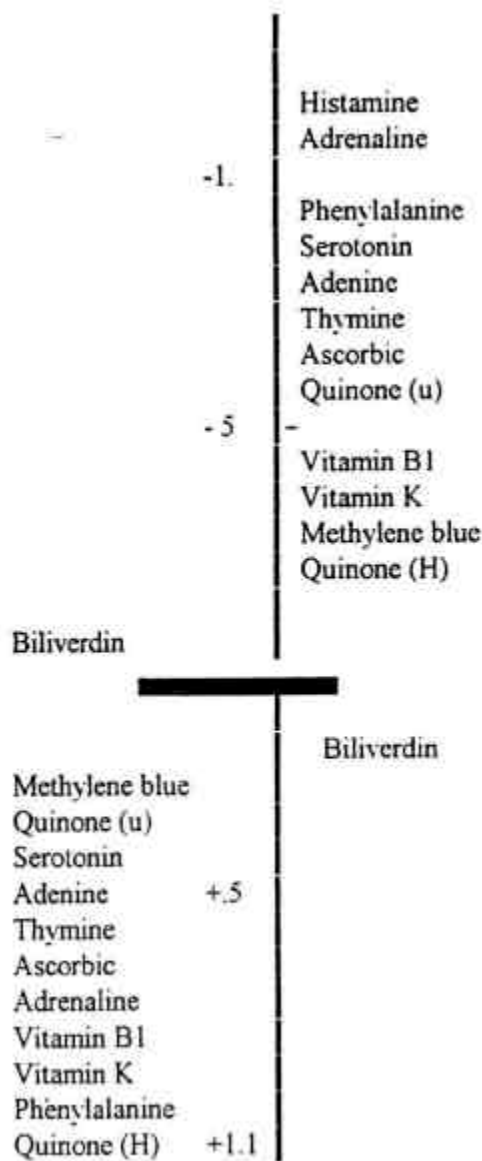 Histamine
Adrenaline
-1.
Phenylalanine
Serotonin
Adenine
Thymine
Ascorbic
Quinone (u)
- 5 -
Vitamin B1
Vitamin K
Methylene blue
Quinone (H)
Biliverdin
Biliverdin
Methylene blue
Quinone (u)
Serotonin
Adenine +.5
Thymine
Ascorbic
Adrenaline
Vitamin B1
Vitamin K
Phenylalanine
Quinone (H) +1.1